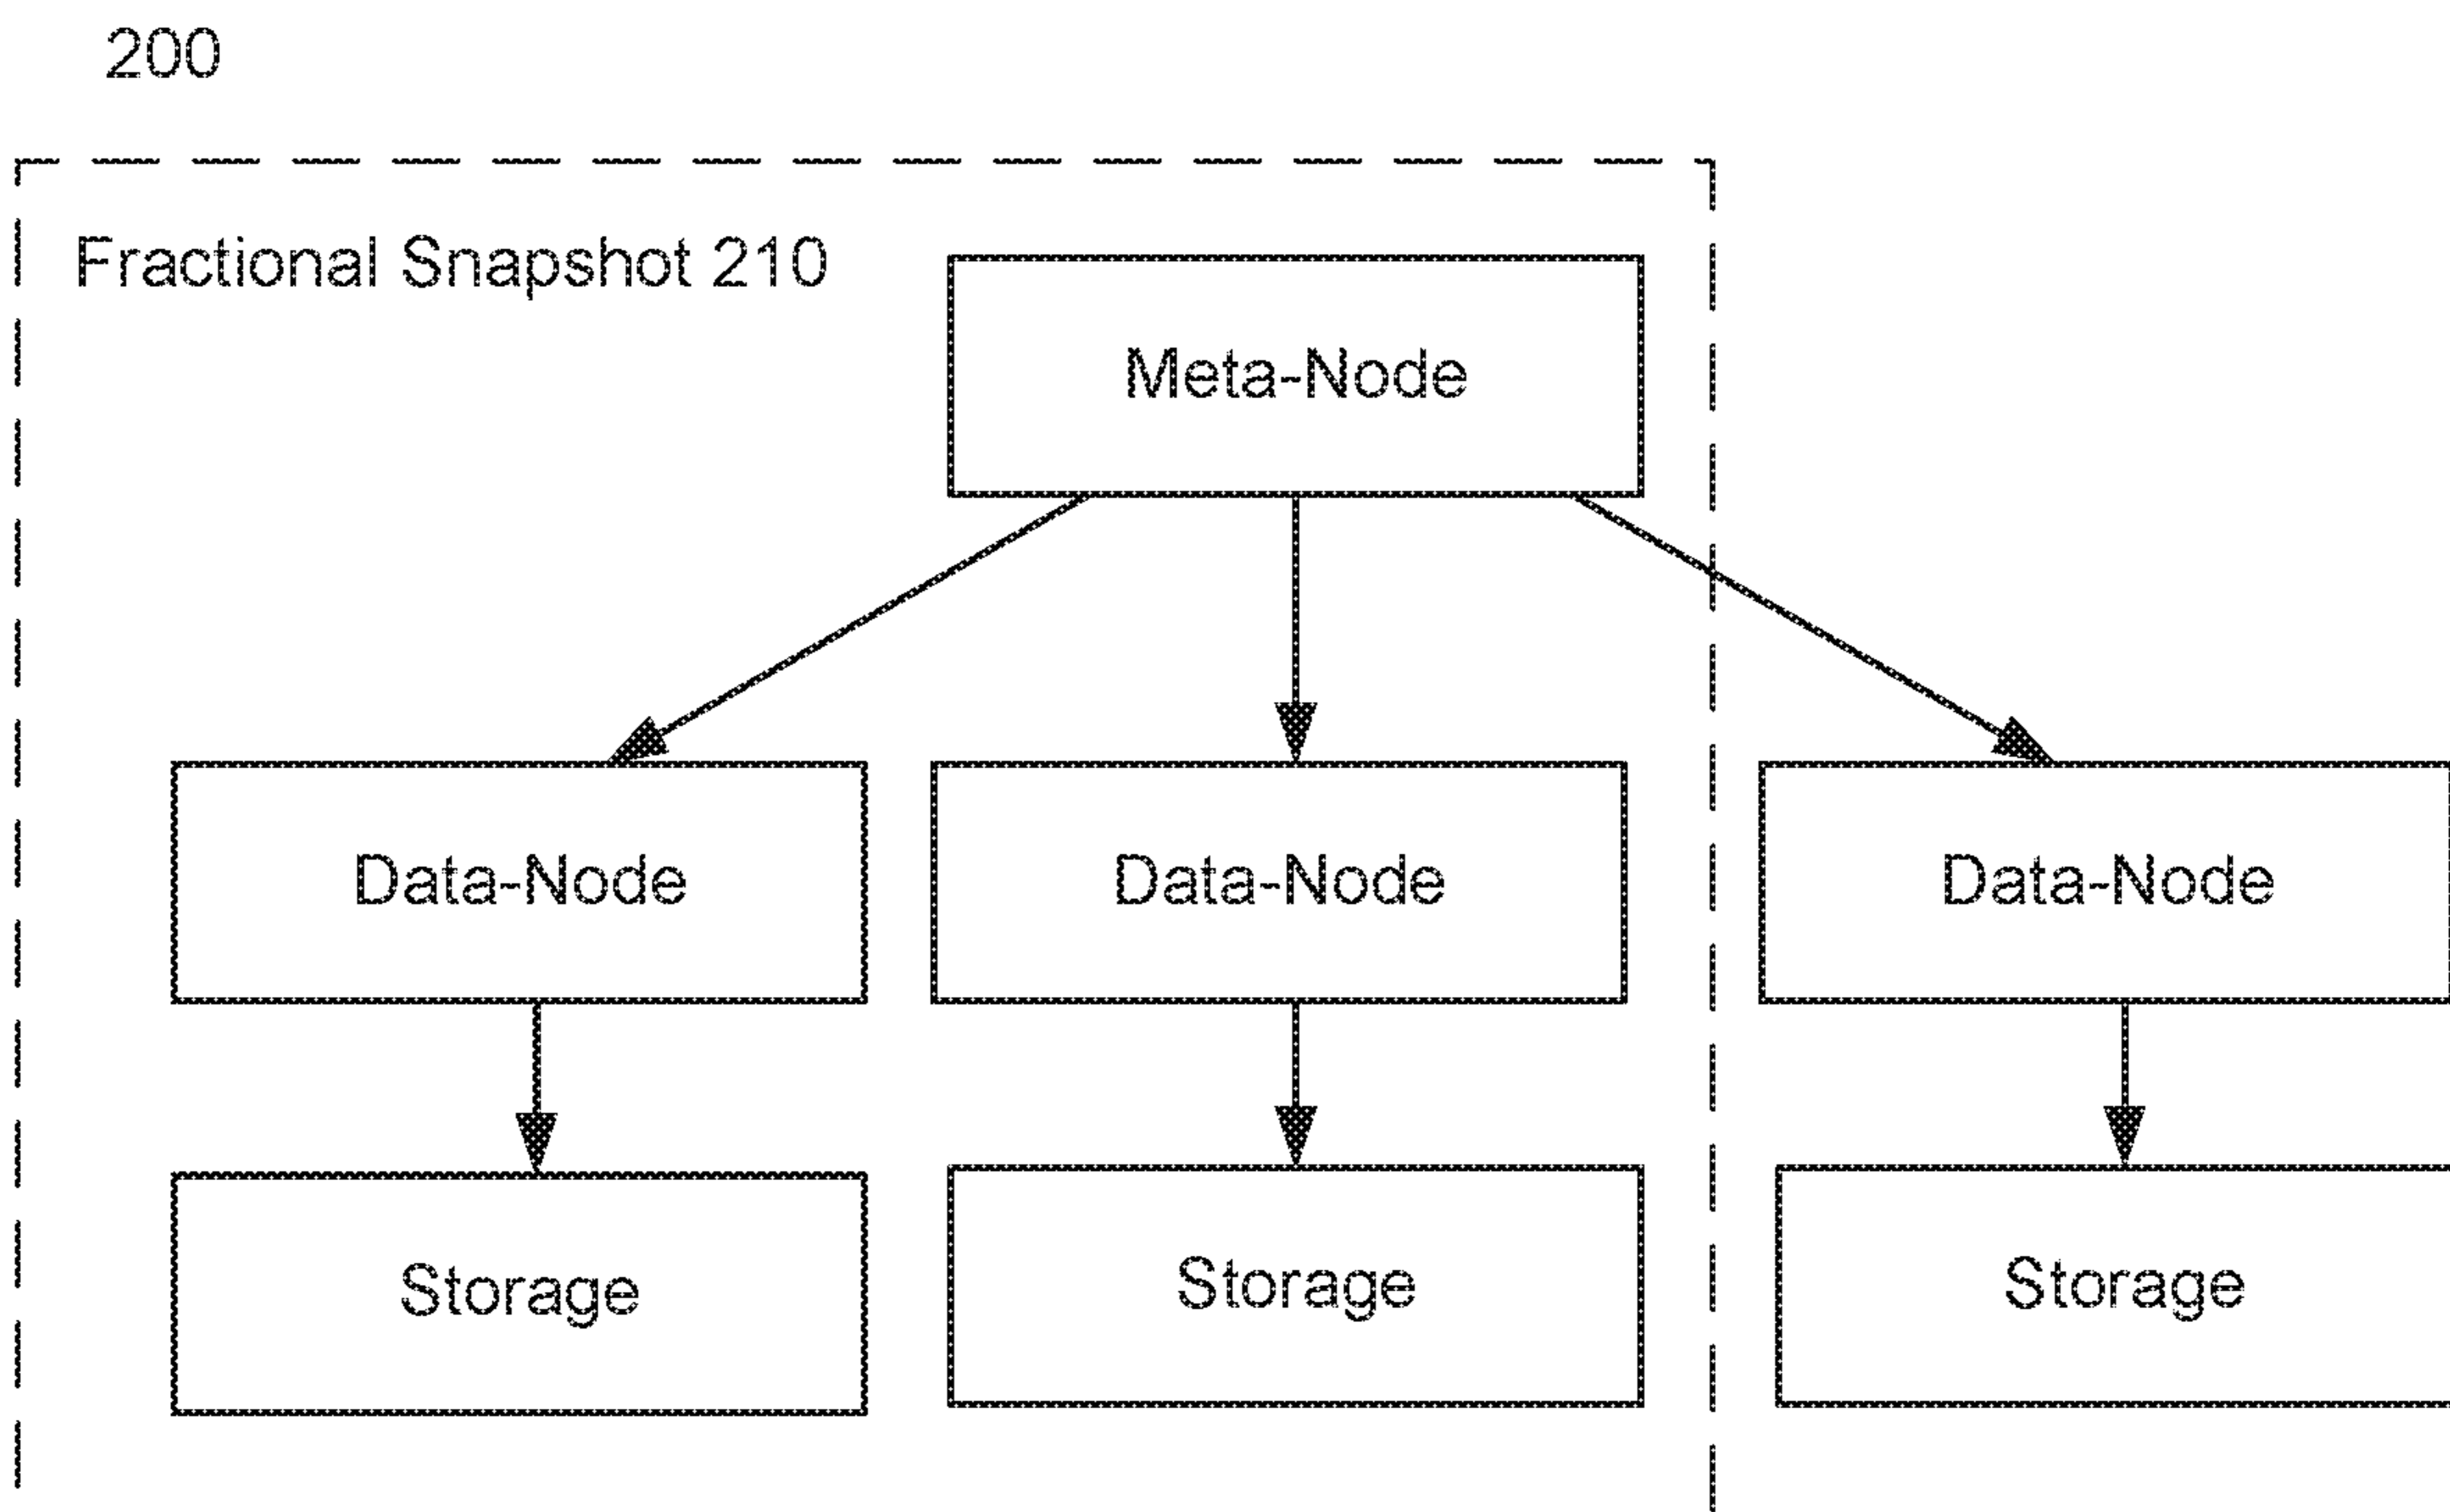 200
Fractional Snapshot 210
Meta-Node
Data-Node
Data-Node
Data-Node
Storage
Storage
Storage